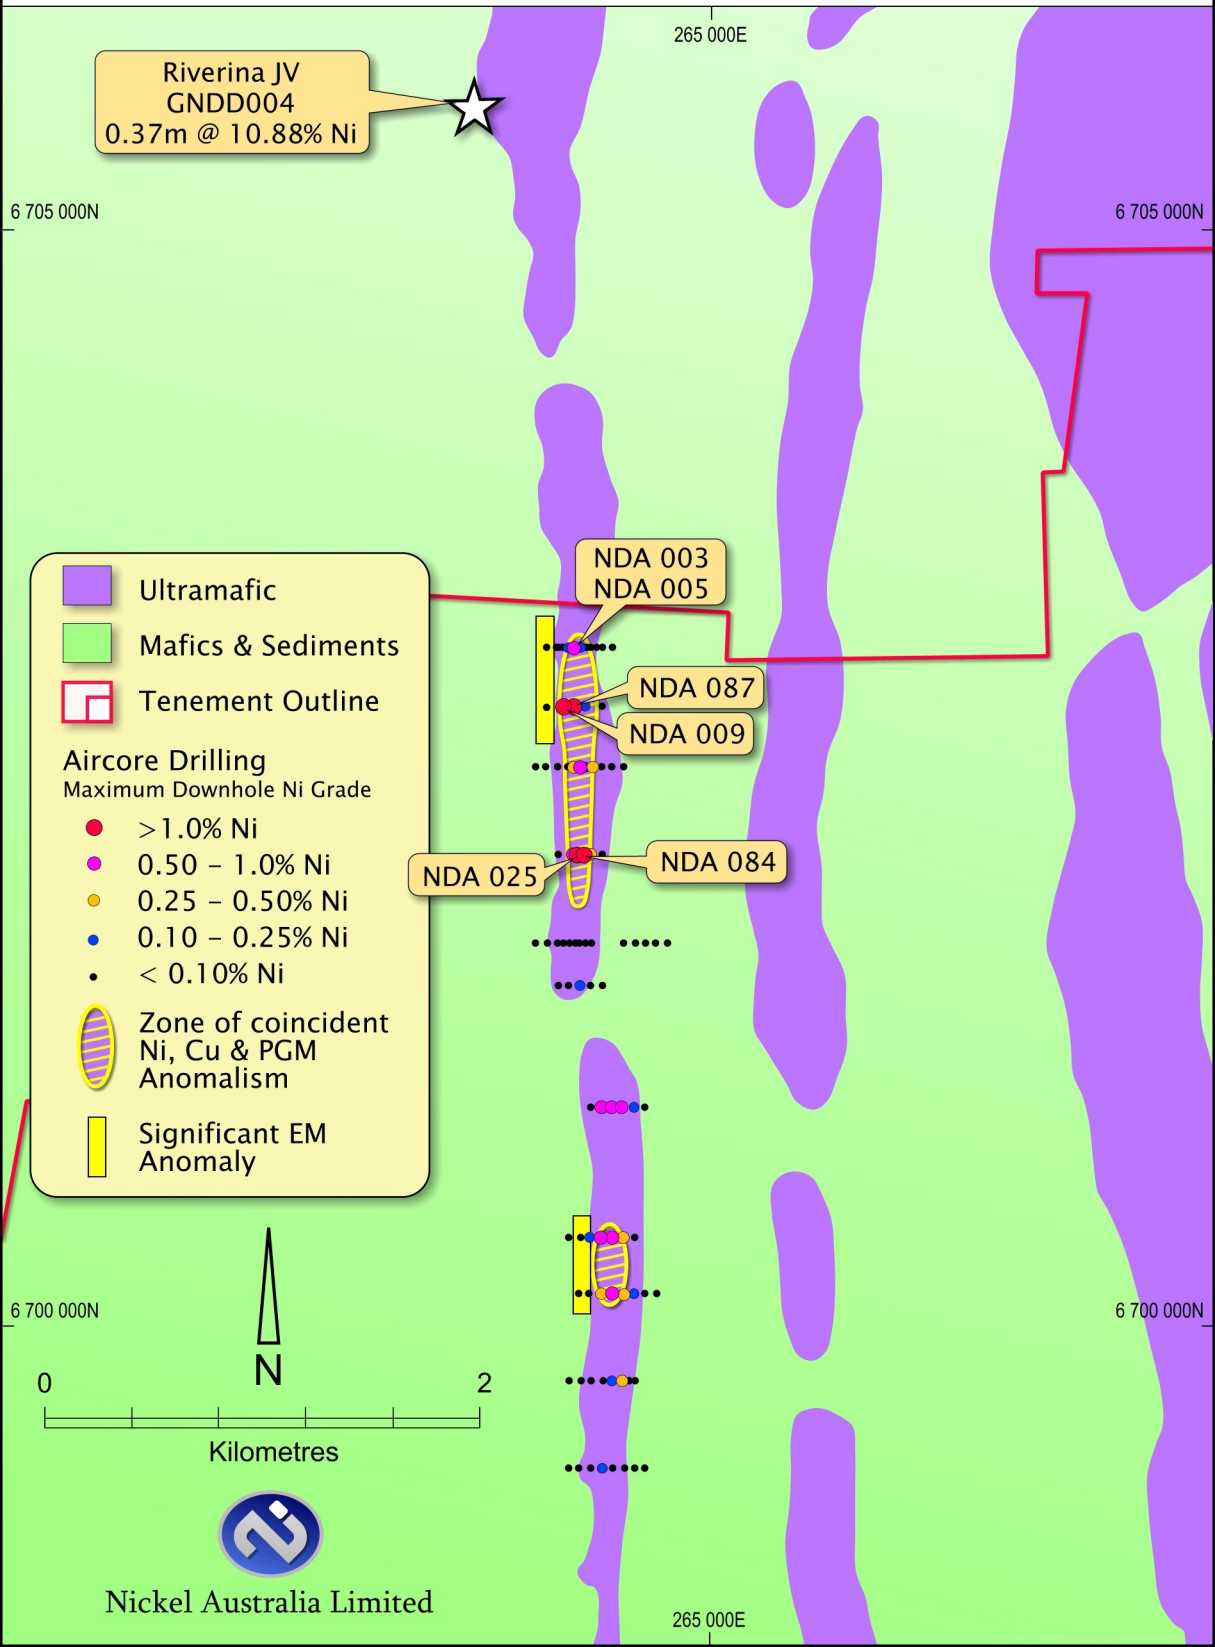 265 000E
Riverina JV
GNDD004
0.37m @ 10.88% Ni
6 705 000N
6 705 000N
NDA 003
NDA 005
NDA 087
NDA 009
NDA 025
NDA 084
Ultramafic
Mafics & Sediments
Tenement Outline
Aircore Drilling
Maximum Downhole Ni Grade
>1.0% Ni
0.50 – 1.0% Ni
0.25 – 0.50% Ni
0.10 – 0.25% Ni
< 0.10% Ni
Zone of coincident
Ni, Cu & PGM
Anomalism
Significant EM
Anomaly
6 700 000N
6 700 000N
N
0 2
Kilometres
Ni
Nickel Australia Limited
265 000E